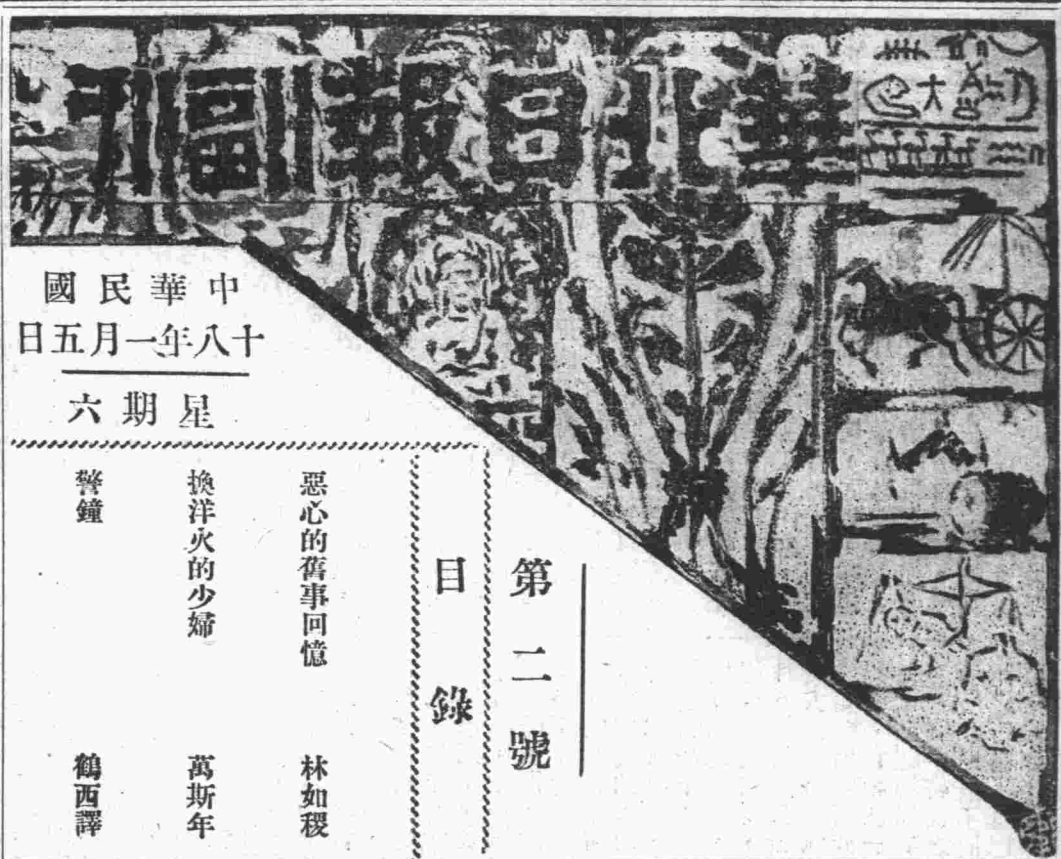 華北日報副刊
中華民國
十八年一月五日
星期六
第二號
目錄
惡心的舊事回憶 林如稷
換洋火的少婦 萬斯年
警鐘 鶴西譯